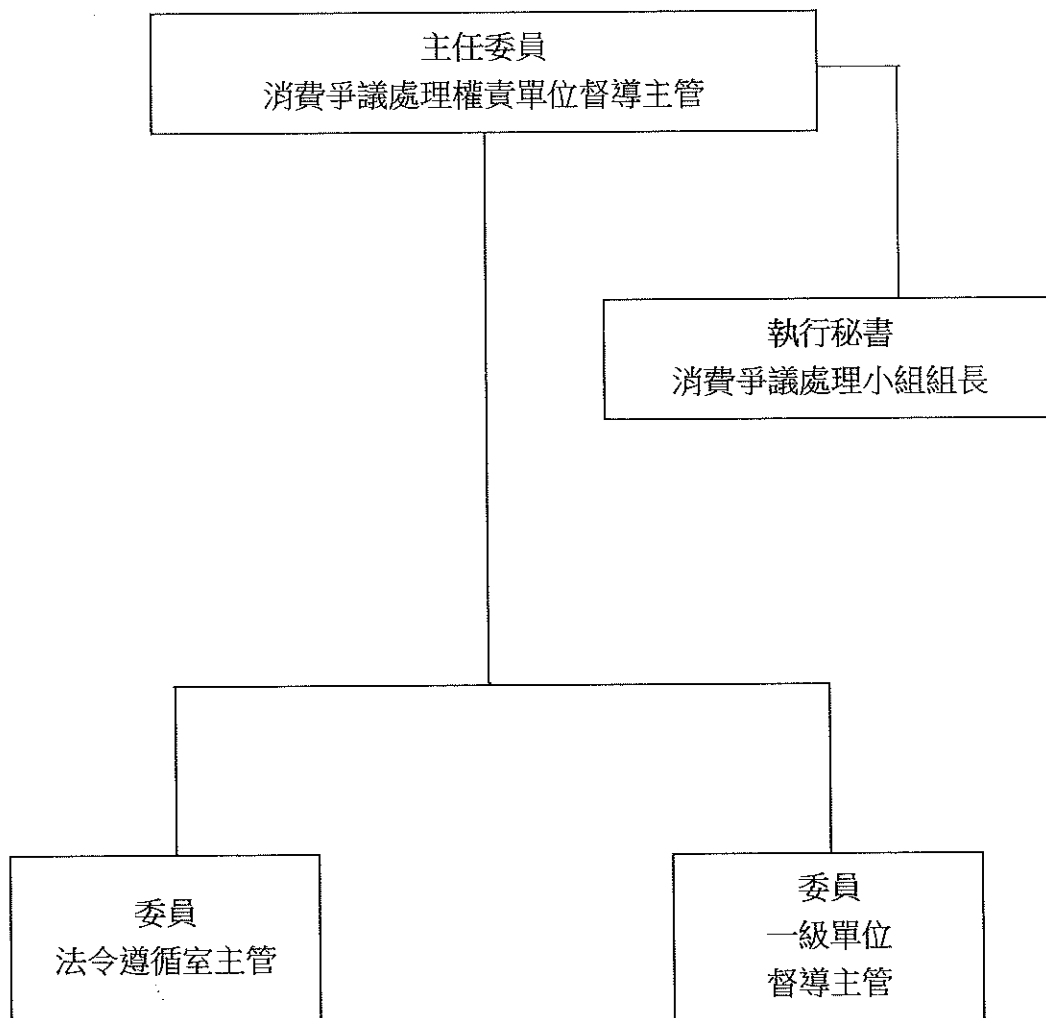 主任委員
消費爭議處理權責單位督導主管
執行秘書
消費爭議處理小組組長
委員
法令遵循室主管
委員
一級單位
督導主管